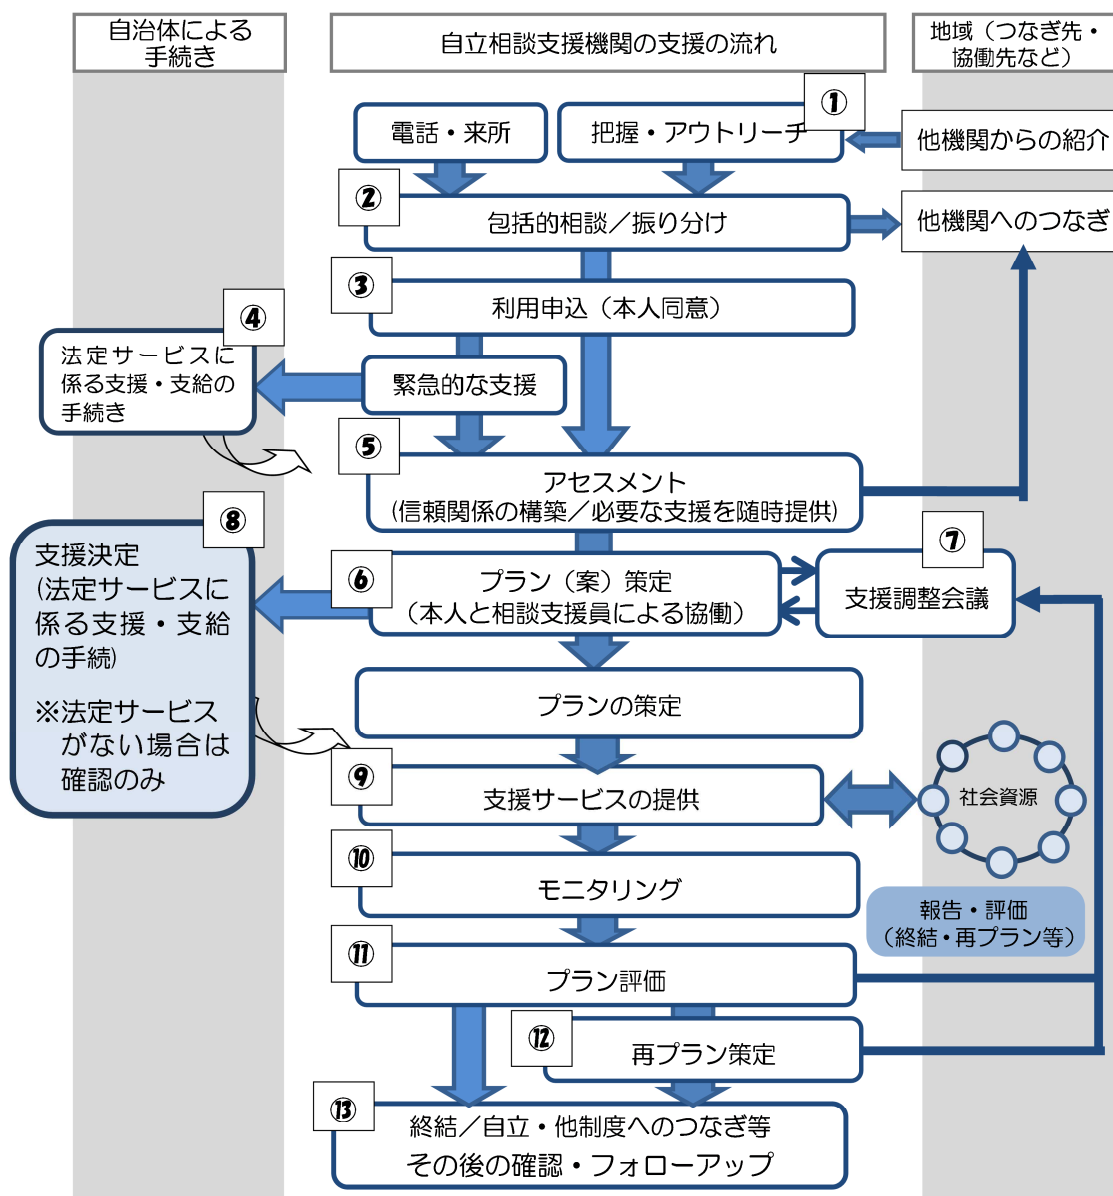 自治体による
手続き
自立相談支援機関の支援の流れ
地域（つなぎ先・
協働先など）
①
電話・来所
把握・アウトリーチ
他機関からの紹介
②
包括的相談／振り分け
他機関へのつなぎ
③
利用申込（本人同意）
④
法定サービスに
係る支援・支給の
手続き
緊急的な支援
⑤
アセスメント
(信頼関係の構築／必要な支援を随時提供)
⑧
支援決定
(法定サービスに
係る支援・支給
の手続)
※法定サービス
がない場合は
確認のみ
⑥
プラン（案）策定
（本人と相談支援員による協働）
⑦
支援調整会議
プランの策定
⑨
支援サービスの提供
社会資源
⑩
モニタリング
報告・評価
（終結・再プラン等）
⑪
プラン評価
⑫
再プラン策定
⑬
終結／自立・他制度へのつなぎ等
その後の確認・フォローアップ